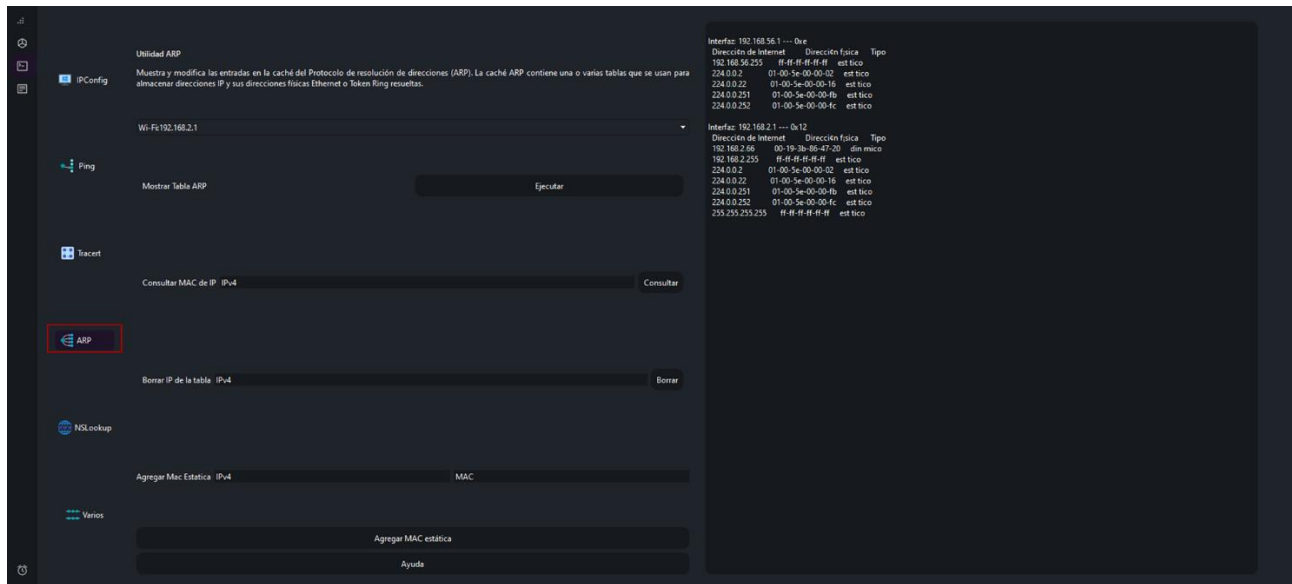 IPConfig
Ping
Tracert
ARP
NSLookup
Varios
Utilidad ARP
Muestra y modifica las entradas en la caché del Protocolo de resolución de direcciones (ARP). La caché ARP contiene una o varias tablas que se usan para
almacenar direcciones IP y sus direcciones físicas Ethernet o Token Ring resueltas.
Wi-Fi:192.168.2.1
Mostrar Tabla ARP Ejecutar
Consultar MAC de IP IPv4 Consultar
Borrar IP de la tabla IPv4 Borrar
Agregar Mac Estatica IPv4 MAC
Agregar MAC estática
Ayuda
Interfaz: 192.168.56.1 --- 0xe
Direcci¢n de Internet Direcci¢n f¡sica Tipo
192.168.56.255 ff-ff-ff-ff-ff-ff est tico
224.0.0.2 01-00-5e-00-00-02 est tico
224.0.0.22 01-00-5e-00-00-16 est tico
224.0.0.251 01-00-5e-00-00-fb est tico
224.0.0.252 01-00-5e-00-00-fc est tico
Interfaz: 192.168.2.1 --- 0x12
Direcci¢n de Internet Direcci¢n f¡sica Tipo
192.168.2.66 00-19-3b-86-47-20 din mico
192.168.2.255 ff-ff-ff-ff-ff-ff est tico
224.0.0.2 01-00-5e-00-00-02 est tico
224.0.0.22 01-00-5e-00-00-16 est tico
224.0.0.251 01-00-5e-00-00-fb est tico
224.0.0.252 01-00-5e-00-00-fc est tico
255.255.255.255 ff-ff-ff-ff-ff-ff est tico